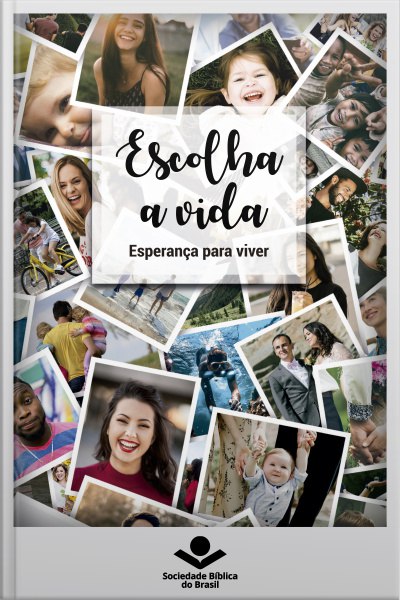 Escolha
a vida
Esperança para viver
Sociedade Bíblica
do Brasil